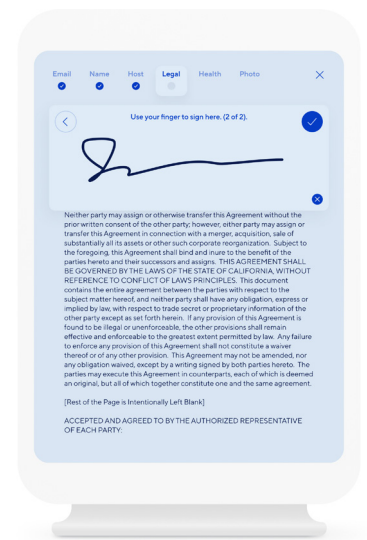 Email Name Host Legal Health Photo
Use your finger to sign here. (2 of 2).
Neither party may assign or otherwise transfer this Agreement without the
prior written consent of the other party; however, either party may assign or
transfer this Agreement in connection with a merger, acquisition, sale of
substantially all its assets or other such corporate reorganization. Subject to
the foregoing, this Agreement shall bind and inure to the benefit of the
parties hereto and their successors and assigns. THIS AGREEMENT SHALL
BE GOVERNED BY THE LAWS OF THE STATE OF CALIFORNIA, WITHOUT
REFERENCE TO CONFLICT OF LAWS PRINCIPLES. This document
contains the entire agreement between the parties with respect to the
subject matter hereof, and neither party shall have any obligation, express or
implied by law, with respect to trade secret or proprietary information of the
other party except as set forth herein. If any provision of this Agreement is
found to be illegal or unenforceable, the other provisions shall remain
effective and enforceable to the greatest extent permitted by law. Any failure
to enforce any provision of this Agreement shall not constitute a waiver
thereof or of any other provision. This Agreement may not be amended, nor
any obligation waived, except by a writing signed by both parties hereto. The
parties may execute this Agreement in counterparts, each of which is deemed
an original, but all of which together constitute one and the same agreement.
[Rest of the Page is Intentionally Left Blank]
ACCEPTED AND AGREED TO BY THE AUTHORIZED REPRESENTATIVE
OF EACH PARTY: